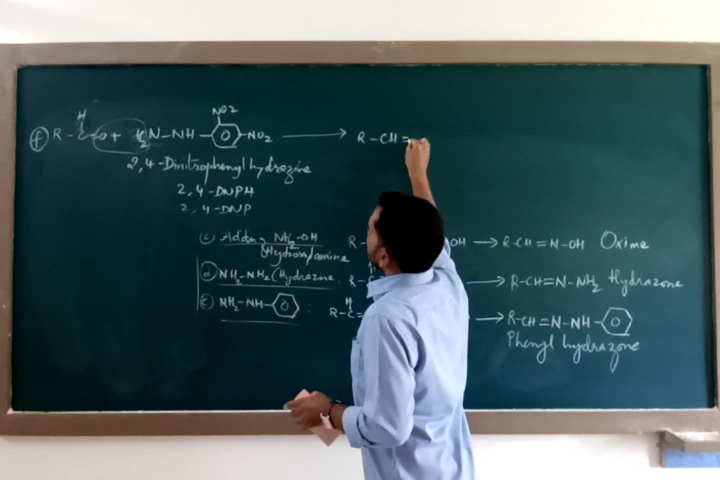 (f) R - C(H) = O + H2N - NH - ⌬(NO2) - NO2 ⟶ R - CH =
2,4-Dinitrophenyl hydrazine
2,4-DNPH
2,4-DNP
(c) Addn NH2-OH R OH ⟶ R-CH=N-OH Oxime
(Hydroxylamine
(d) NH2-NH2 (Hydrazine R-C ⟶ R-CH=N-NH2 Hydrazone
(e) NH2-NH-⌬ : R-C(H)= ⟶ R-CH=N-NH-⌬
Phenyl hydrazone